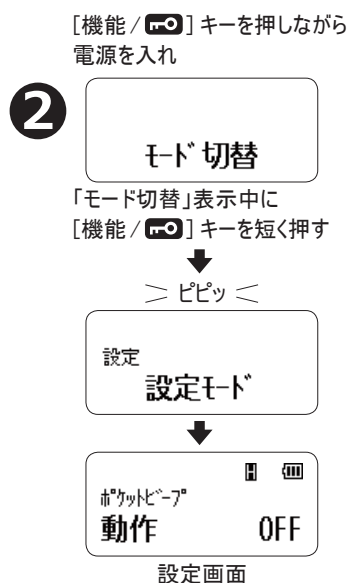 [機能/]キーを押しながら
電源を入れ
2
ﾓｰﾄﾞ切替
「モード切替」表示中に
[機能/]キーを短く押す
ピピッ
設定
設定ﾓｰﾄﾞ
H
ﾎﾟｹｯﾄﾋﾞｰﾌﾟ
動作 OFF
設定画面